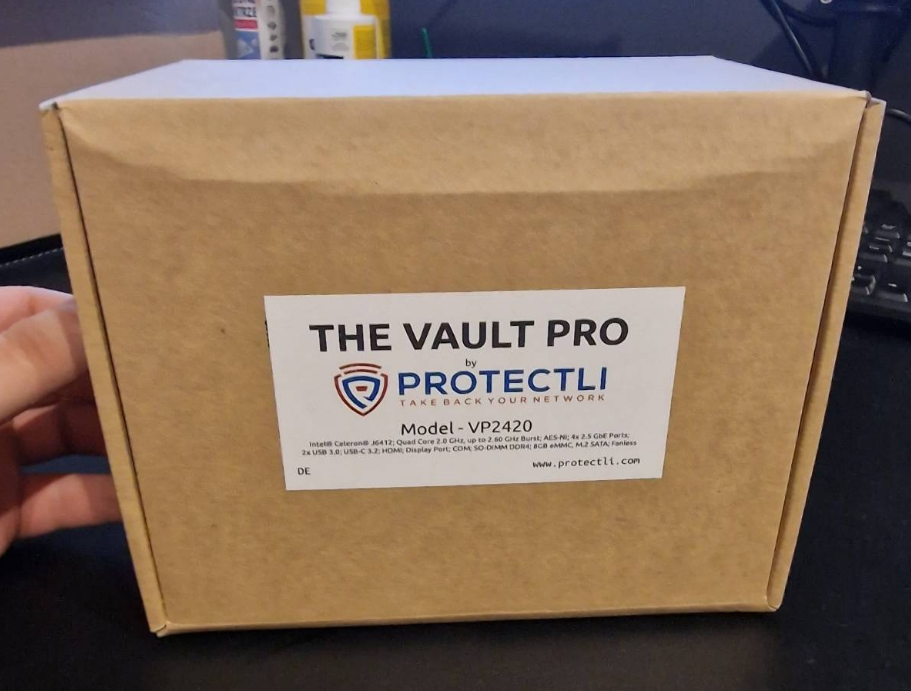 THE VAULT PRO
by
PROTECTLI
TAKE BACK YOUR NETWORK
Model - VP2420
Intel® Celeron® J6412; Quad Core 2.0 GHz, up to 2.60 GHz Burst; AES-NI; 4x 2.5 GbE Ports;
2x USB 3.0; USB-C 3.2; HDMI; Display Port; COM; SO-DIMM DDR4; 8GB eMMC, M.2 SATA; Fanless
DE
www.protectli.com